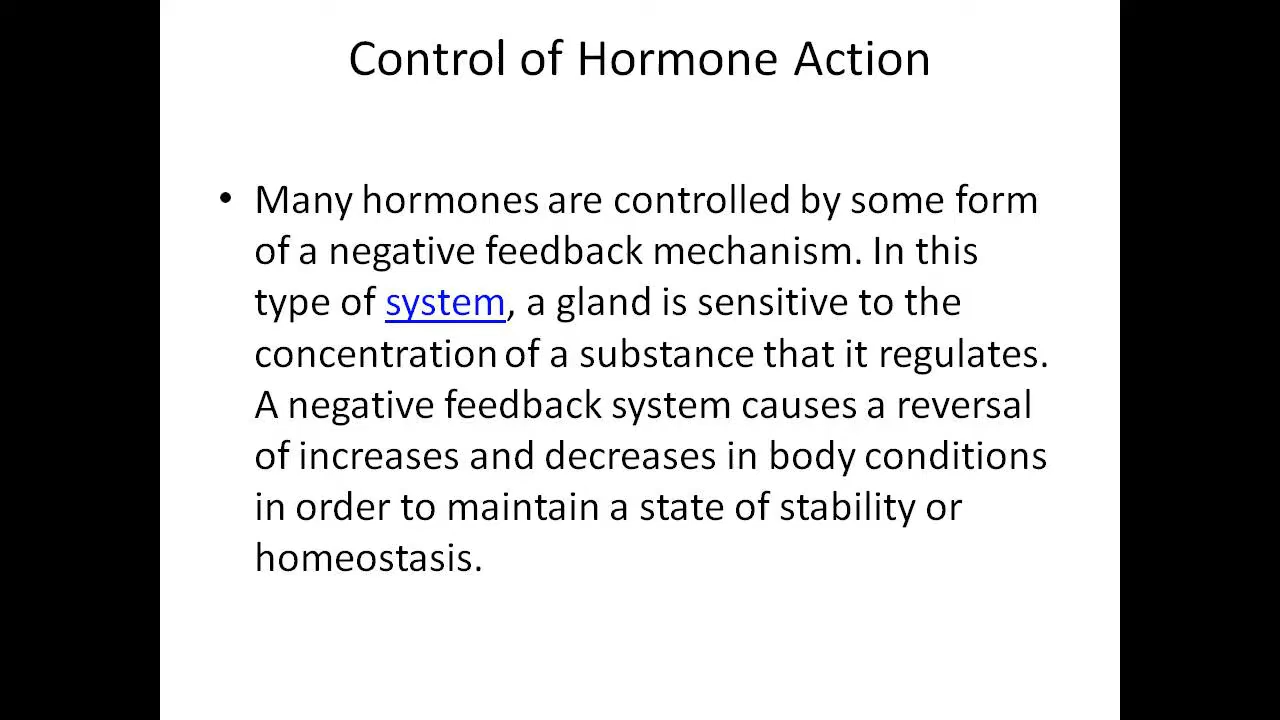 Control of Hormone Action
• Many hormones are controlled by some form
of a negative feedback mechanism. In this
type of system, a gland is sensitive to the
concentration of a substance that it regulates.
A negative feedback system causes a reversal
of increases and decreases in body conditions
in order to maintain a state of stability or
homeostasis.